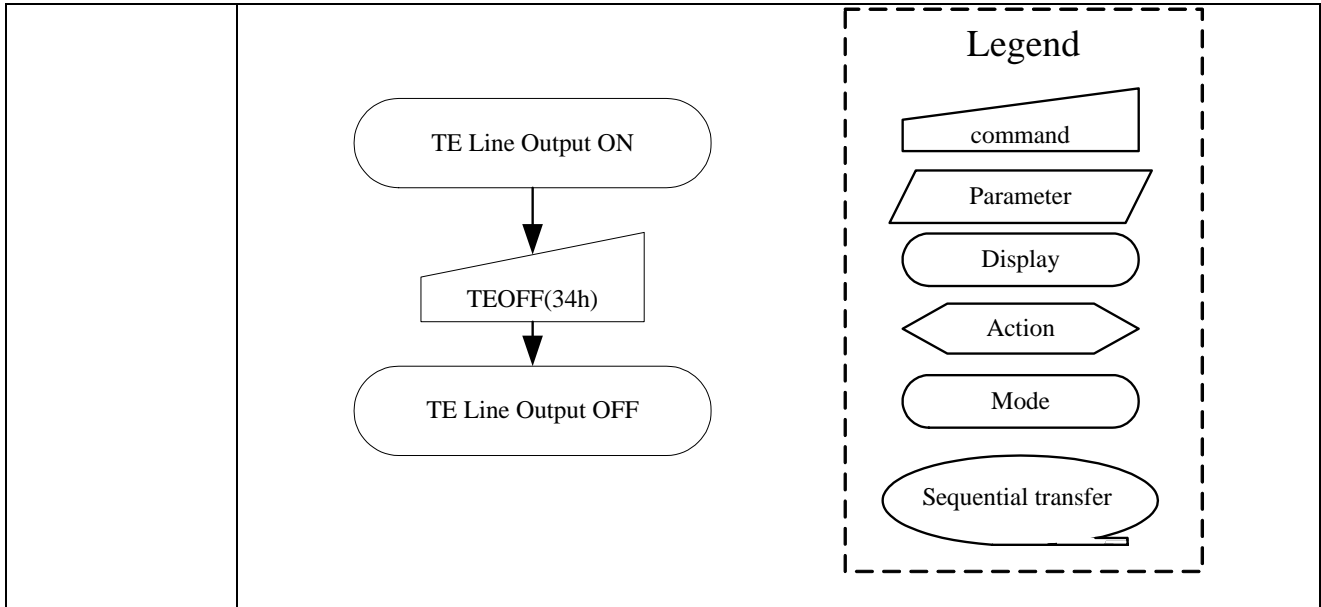 TE Line Output ON
TEOFF(34h)
TE Line Output OFF
Legend
command
Parameter
Display
Action
Mode
Sequential transfer